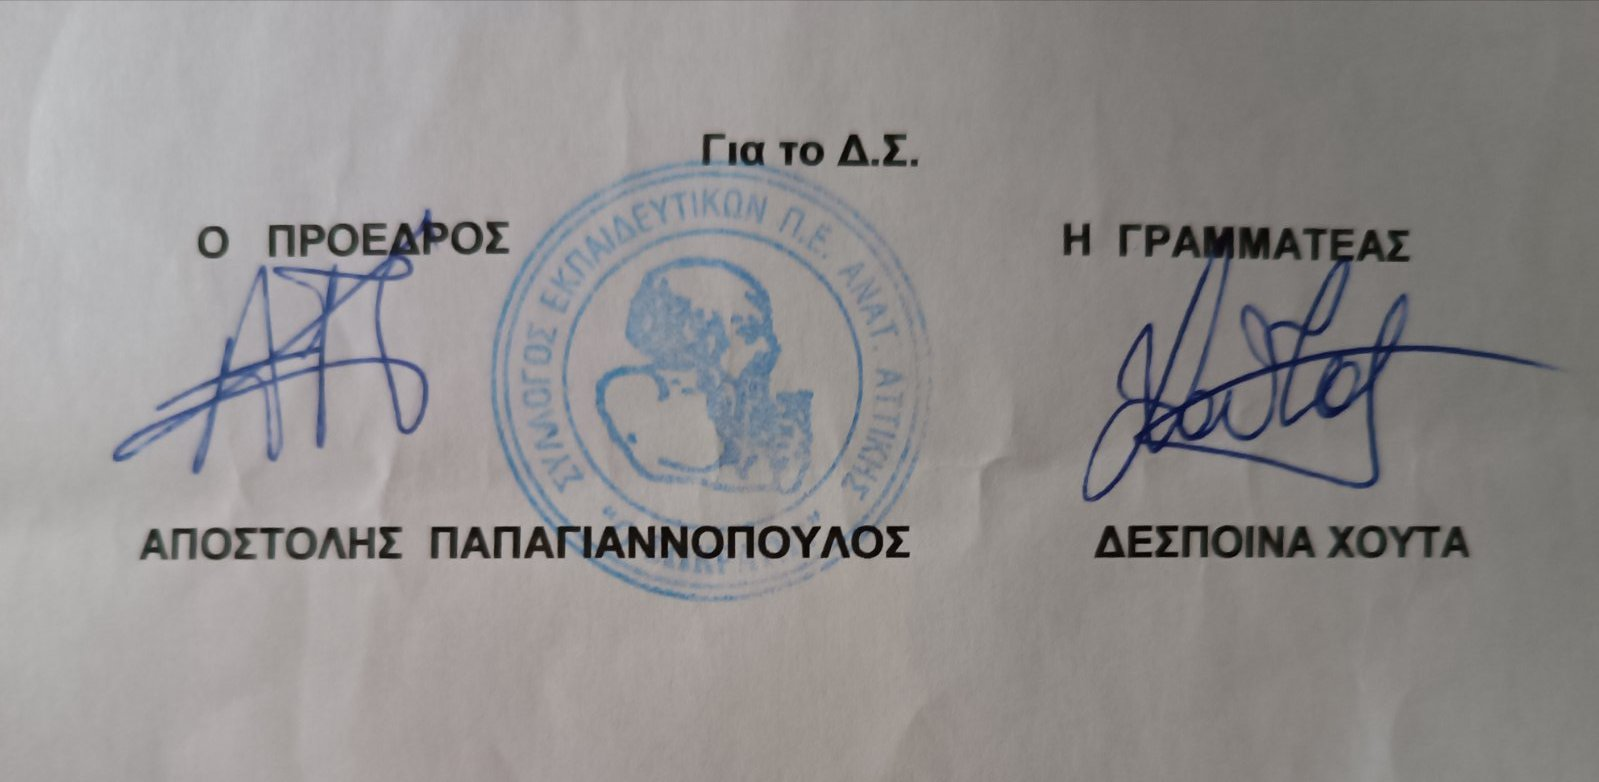 Για το Δ.Σ.
Ο ΠΡΟΕΔΡΟΣ
Η ΓΡΑΜΜΑΤΕΑΣ
ΣΥΛΛΟΓΟΣ ΕΚΠΑΙΔΕΥΤΙΚΩΝ Π.Ε. ΑΝΑΤ. ΑΤΤΙΚΗΣ
ΑΠΟΣΤΟΛΗΣ ΠΑΠΑΓΙΑΝΝΟΠΟΥΛΟΣ
ΔΕΣΠΟΙΝΑ ΧΟΥΤΑ